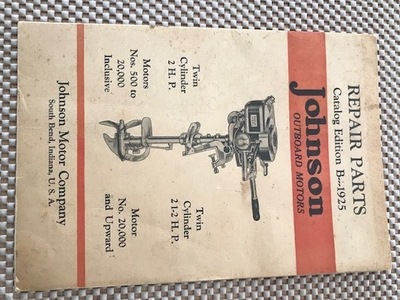 REPAIR PARTS
Catalog Edition B--1925
Johnson
OUTBOARD MOTORS
Twin
Cylinder
2 H. P.
Motors
Nos. 500 to
20,000
Inclusive
Twin
Cylinder
2 1-2 H. P.
Motor
No. 20,000
and Upward
Johnson Motor Company
South Bend, Indiana, U. S. A.